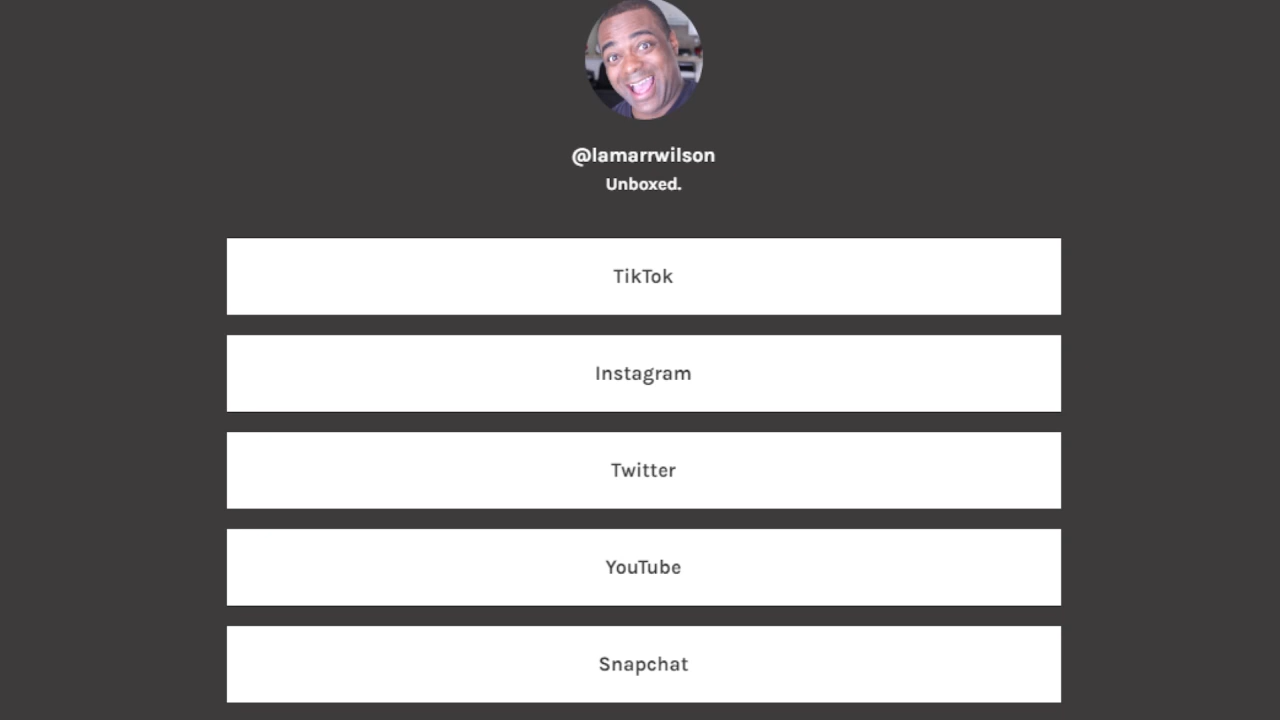 @lamarrwilson
Unboxed.
TikTok
Instagram
Twitter
YouTube
Snapchat